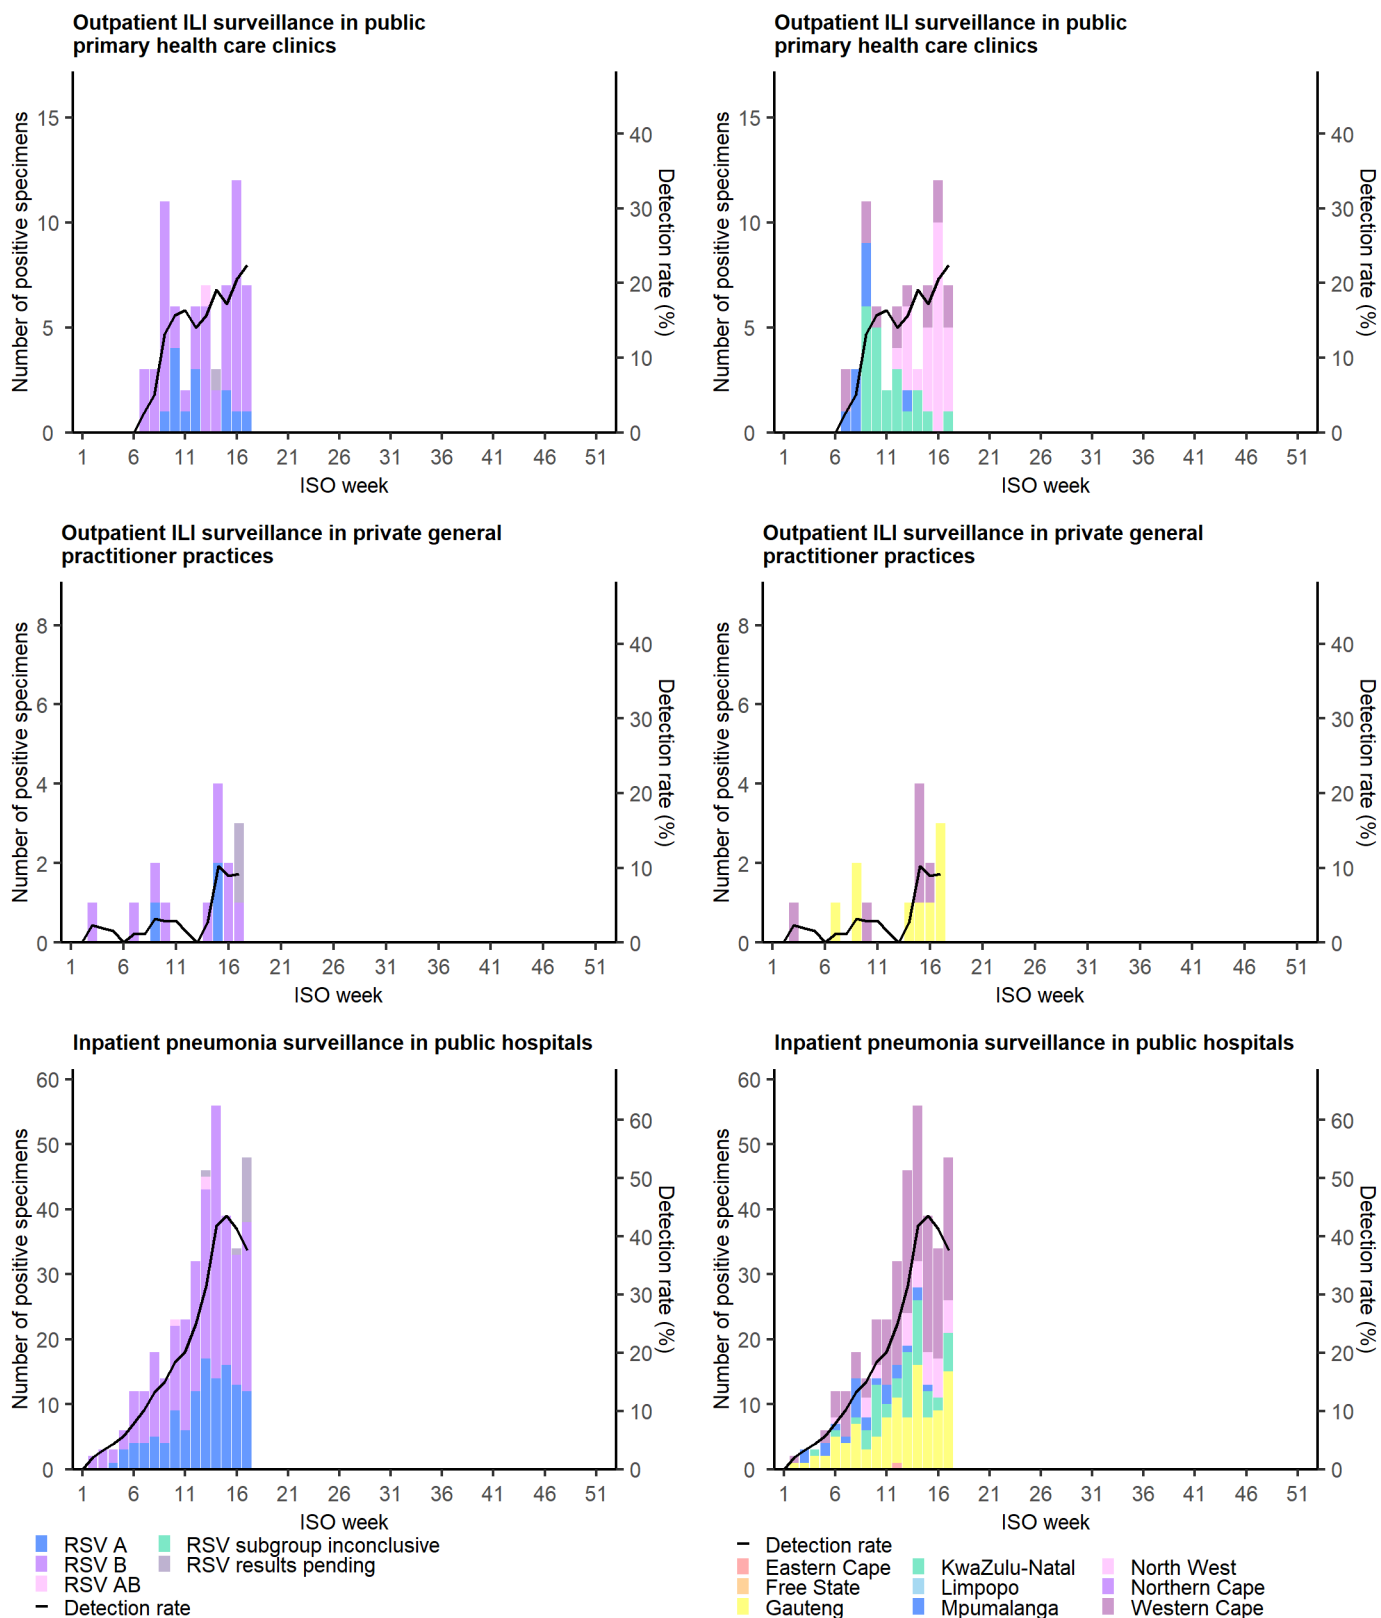 Outpatient ILI surveillance in public
primary health care clinics
Number of positive specimens
15
10
5
0
40
30
20
10
0
Detection rate (%)
1 6 11 16 21 26 31 36 41 46 51
ISO week
Outpatient ILI surveillance in public
primary health care clinics
Number of positive specimens
15
10
5
0
40
30
20
10
0
Detection rate (%)
1 6 11 16 21 26 31 36 41 46 51
ISO week
Outpatient ILI surveillance in private general
practitioner practices
Number of positive specimens
8
6
4
2
0
40
30
20
10
0
Detection rate (%)
1 6 11 16 21 26 31 36 41 46 51
ISO week
Outpatient ILI surveillance in private general
practitioner practices
Number of positive specimens
8
6
4
2
0
40
30
20
10
0
Detection rate (%)
1 6 11 16 21 26 31 36 41 46 51
ISO week
Inpatient pneumonia surveillance in public hospitals
Number of positive specimens
60
50
40
30
20
10
0
60
50
40
30
20
10
0
Detection rate (%)
1 6 11 16 21 26 31 36 41 46 51
ISO week
RSV A
RSV B
RSV AB
Detection rate
RSV subgroup inconclusive
RSV results pending
Inpatient pneumonia surveillance in public hospitals
Number of positive specimens
60
50
40
30
20
10
0
60
50
40
30
20
10
0
Detection rate (%)
1 6 11 16 21 26 31 36 41 46 51
ISO week
Detection rate
Eastern Cape
Free State
Gauteng
KwaZulu-Natal
Limpopo
Mpumalanga
North West
Northern Cape
Western Cape